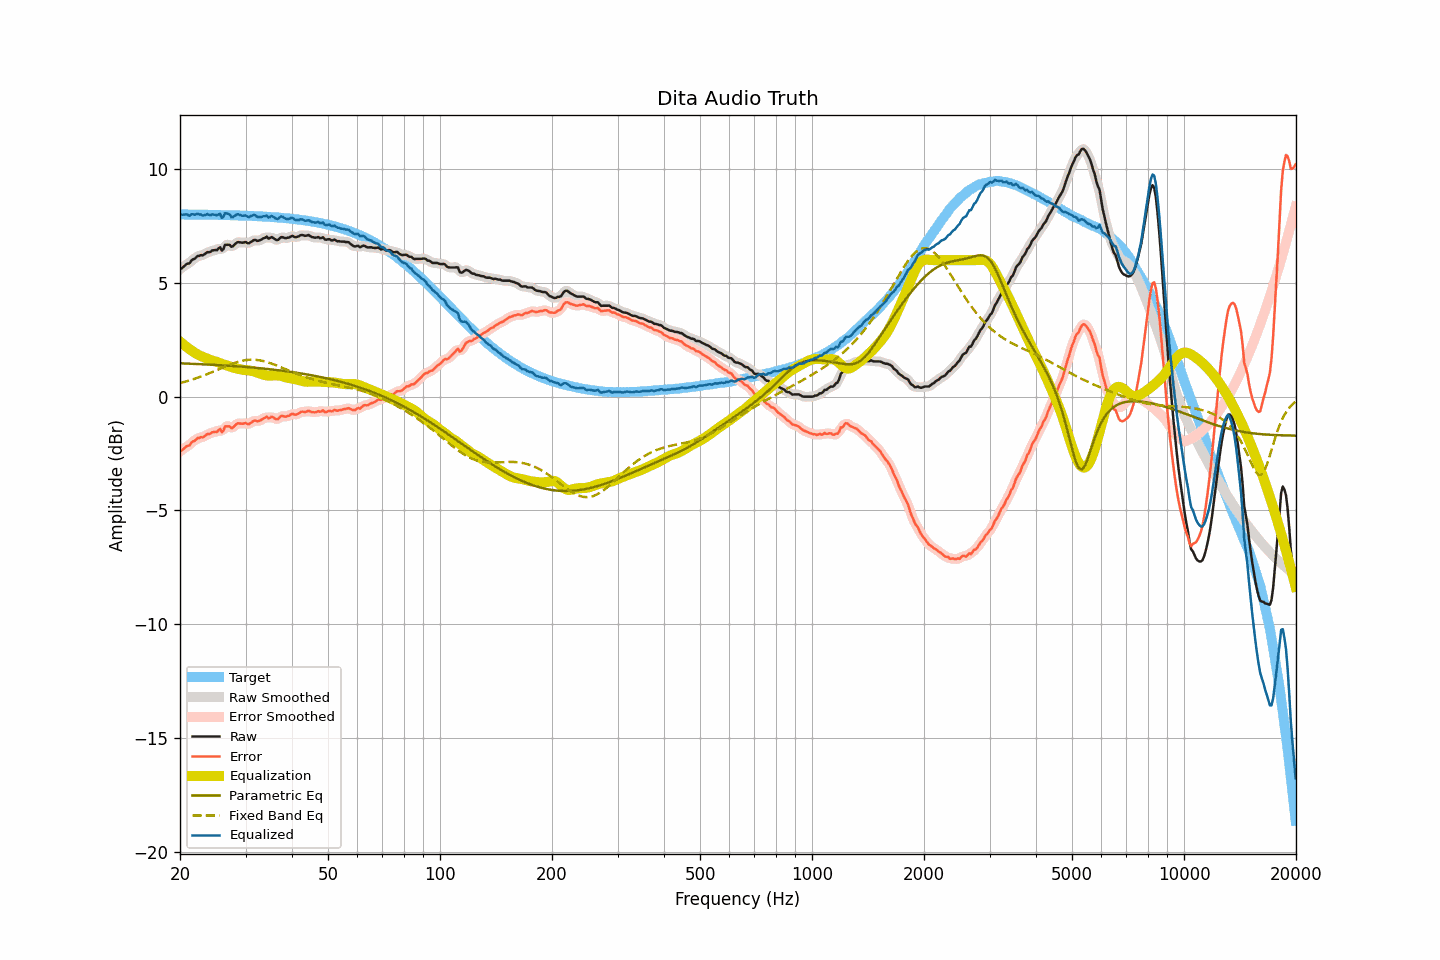 Dita Audio Truth
Amplitude (dBr)
10
5
0
−5
−10
−15
−20
Target
Raw Smoothed
Error Smoothed
Raw
Error
Equalization
Parametric Eq
Fixed Band Eq
Equalized
20 50 100 200 500 1000 2000 5000 10000 20000
Frequency (Hz)